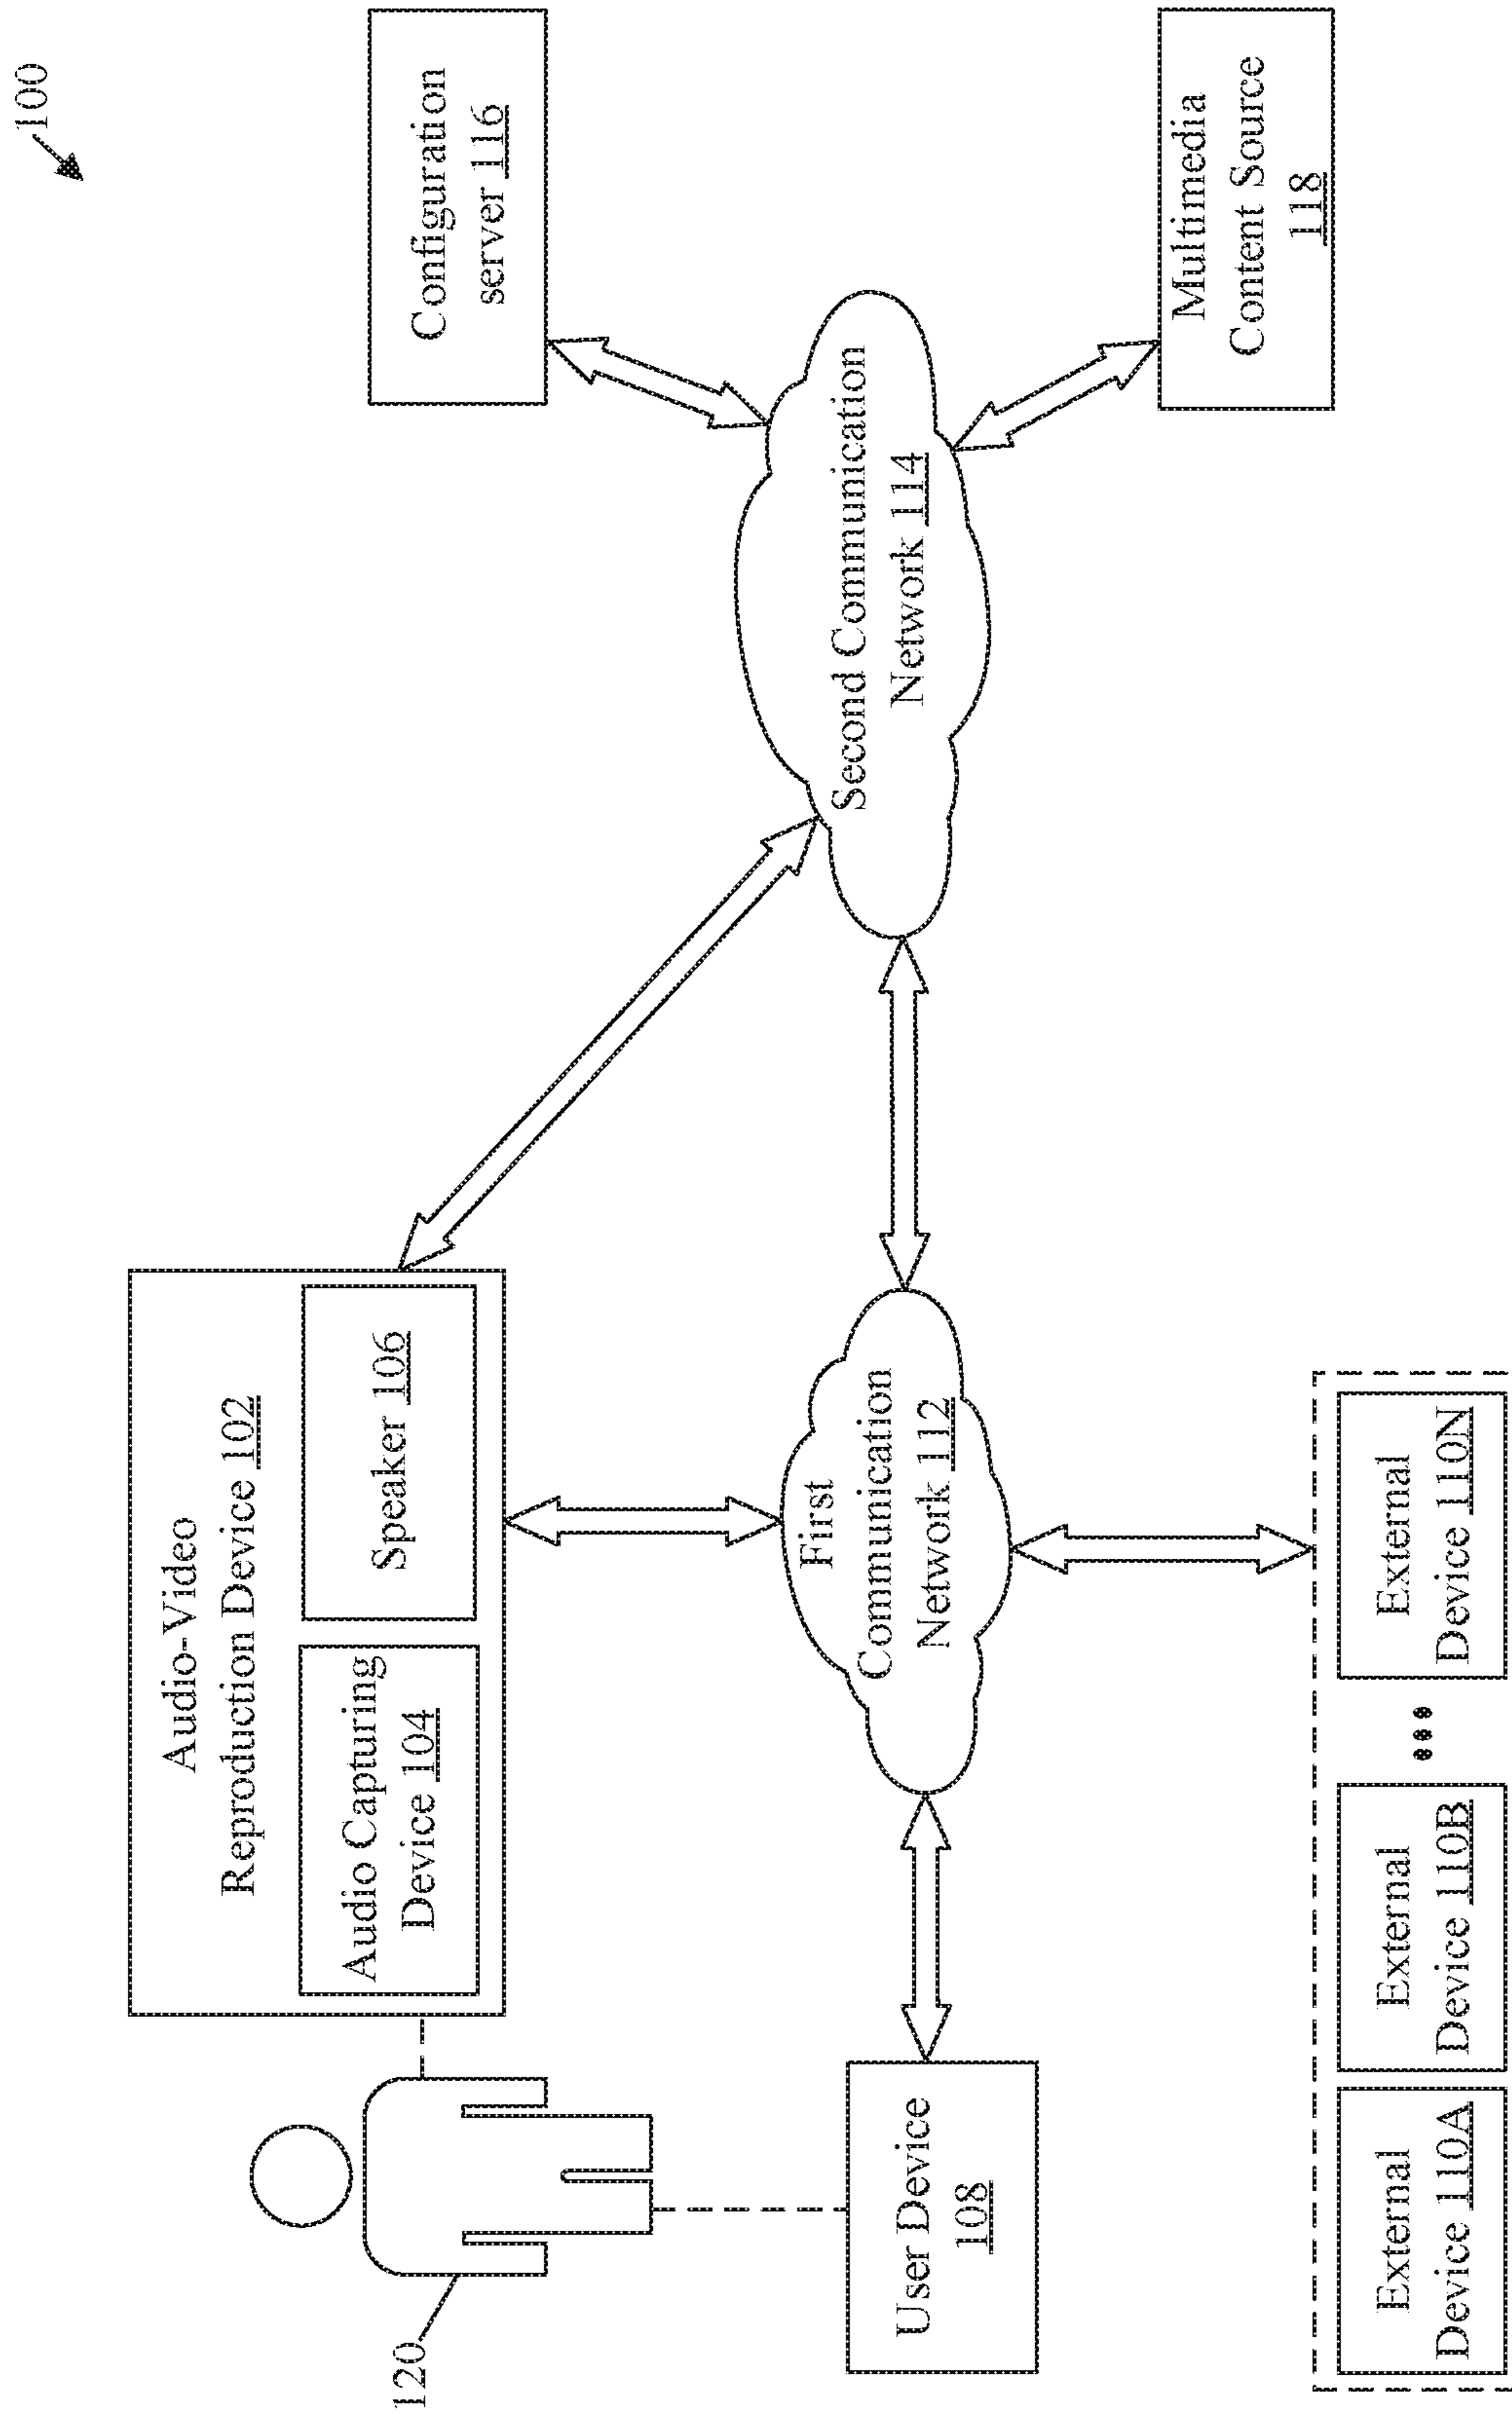 100
Audio-Video
Reproduction Device 102
Audio Capturing
Device 104
Speaker 106
Configuration
server 116
120
First
Communication
Network 112
Second Communication
Network 114
User Device
108
Multimedia
Content Source
118
External
Device 110A
External
Device 110B
•••
External
Device 110N